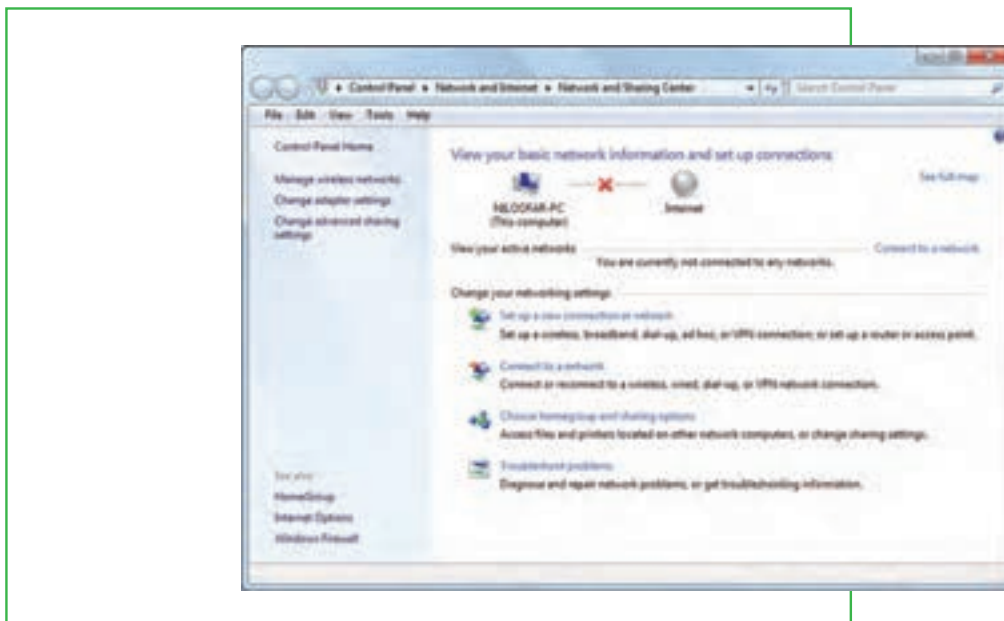 Control Panel ▸ Network and Internet ▸ Network and Sharing Center
Search Control Panel
File Edit View Tools Help
Control Panel Home
Manage wireless networks
Change adapter settings
Change advanced sharing
settings
See also
HomeGroup
Internet Options
Windows Firewall
View your basic network information and set up connections
See full map
NILOOFAR-PC
(This computer)
Internet
View your active networks
Connect to a network
You are currently not connected to any networks.
Change your networking settings
Set up a new connection or network
Set up a wireless, broadband, dial-up, ad hoc, or VPN connection; or set up a router or access point.
Connect to a network
Connect or reconnect to a wireless, wired, dial-up, or VPN network connection.
Choose homegroup and sharing options
Access files and printers located on other network computers, or change sharing settings.
Troubleshoot problems
Diagnose and repair network problems, or get troubleshooting information.